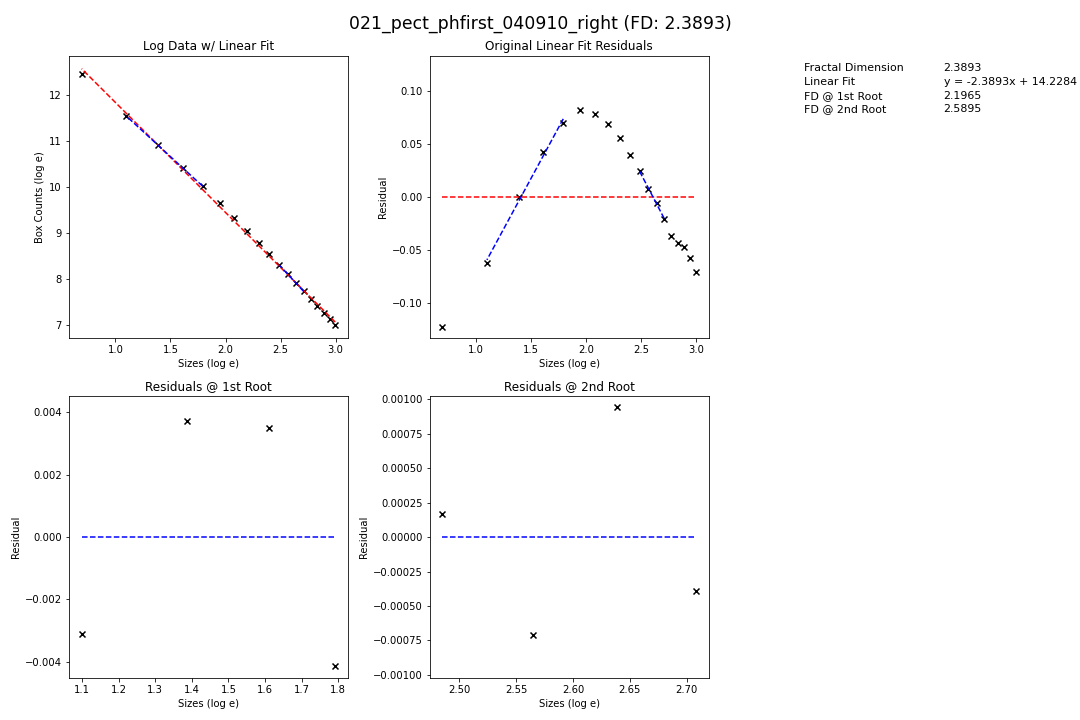 021_pect_phfirst_040910_right (FD: 2.3893)
Log Data w/ Linear Fit
12
11
10
9
8
7
Box Counts (log e)
1.0 1.5 2.0 2.5 3.0
Sizes (log e)
Original Linear Fit Residuals
0.10
0.05
0.00
−0.05
−0.10
Residual
1.0 1.5 2.0 2.5 3.0
Sizes (log e)
Fractal Dimension 2.3893
Linear Fit y = -2.3893x + 14.2284
FD @ 1st Root 2.1965
FD @ 2nd Root 2.5895
Residuals @ 1st Root
0.004
0.002
0.000
−0.002
−0.004
Residual
1.1 1.2 1.3 1.4 1.5 1.6 1.7 1.8
Sizes (log e)
Residuals @ 2nd Root
0.00100
0.00075
0.00050
0.00025
0.00000
−0.00025
−0.00050
−0.00075
−0.00100
Residual
2.50 2.55 2.60 2.65 2.70
Sizes (log e)